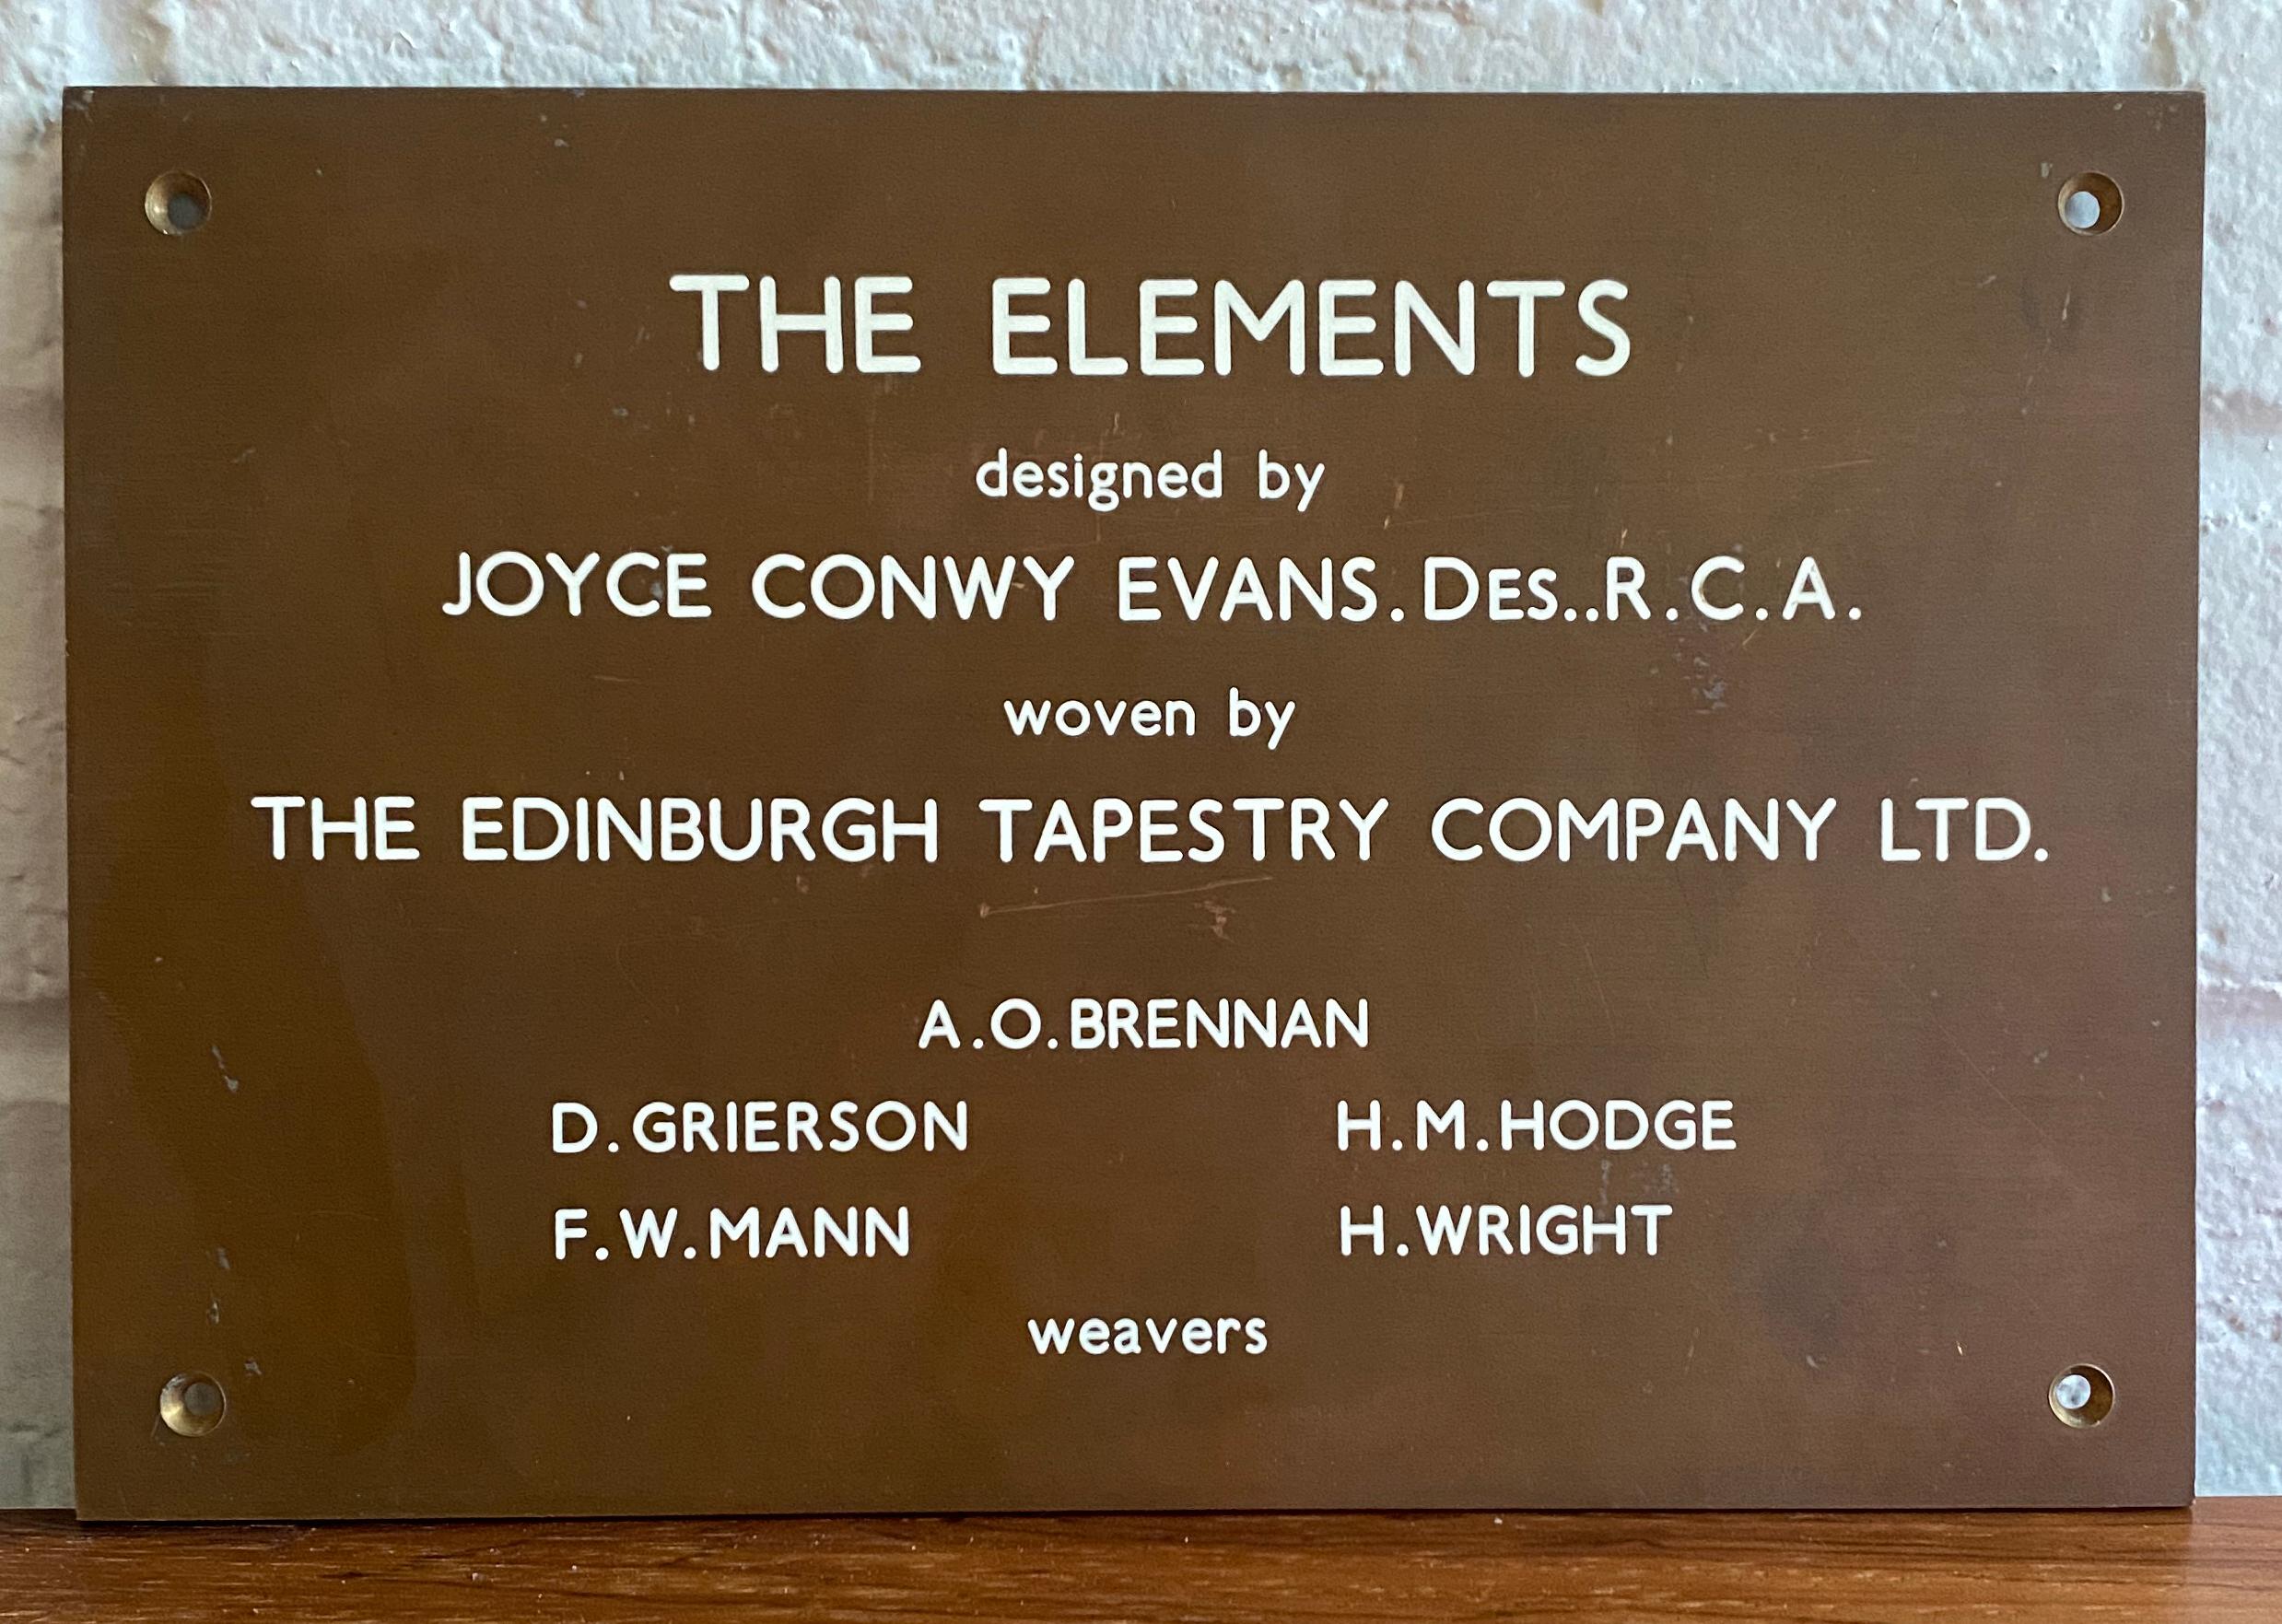 THE ELEMENTS
designed by
JOYCE CONWY EVANS.DES..R.C.A.
woven by
THE EDINBURGH TAPESTRY COMPANY LTD.
A.O.BRENNAN
D.GRIERSON H.M.HODGE
F.W.MANN H.WRIGHT
weavers